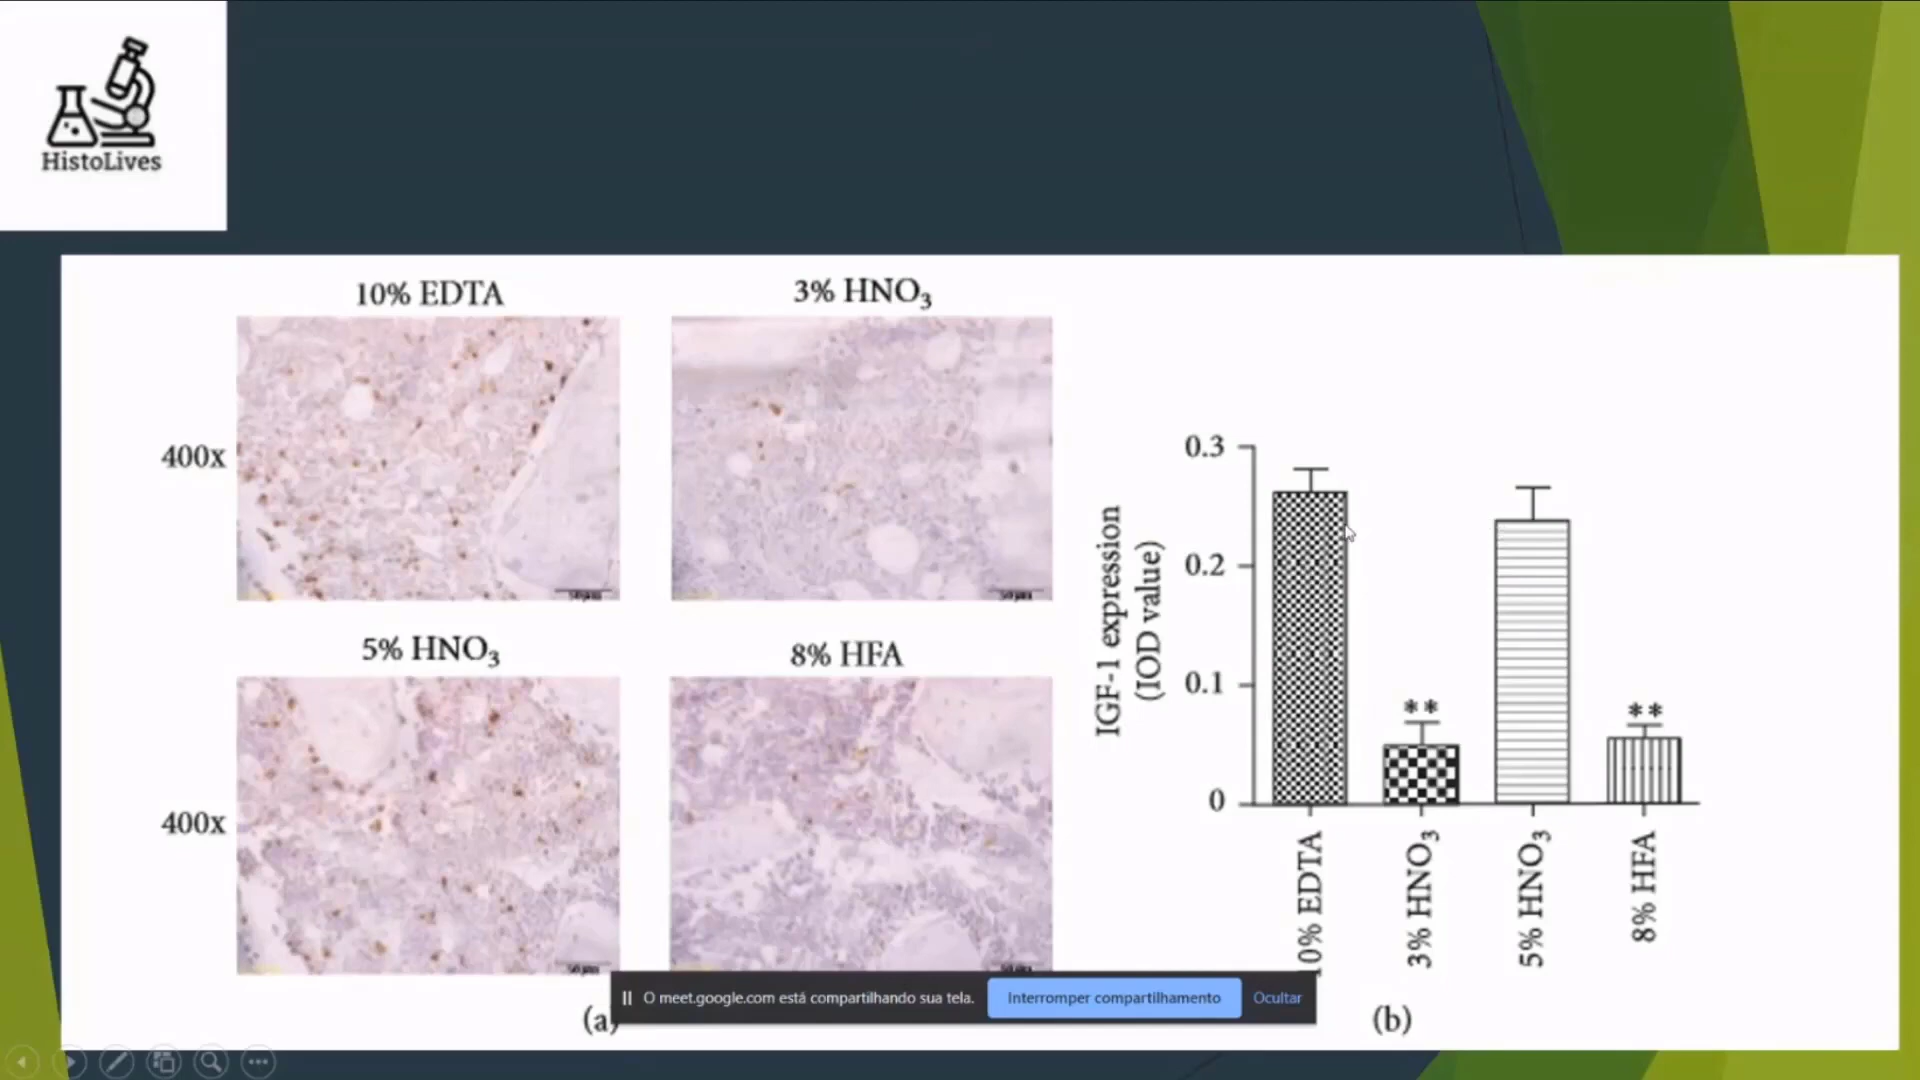 HistoLives
10% EDTA
3% HNO₃
400x
5% HNO₃
8% HFA
400x
(a)
IGF-1 expression
(IOD value)
0.3
0.2
0.1
0
**
**
10% EDTA
3% HNO₃
5% HNO₃
8% HFA
(b)
O meet.google.com está compartilhando sua tela.
Interromper compartilhamento
Ocultar